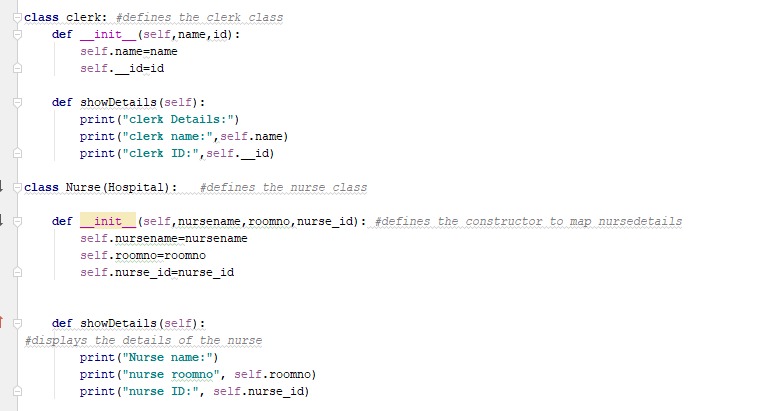 class clerk: #defines the clerk class
def __init__(self,name,id):
self.name=name
self.__id=id
def showDetails(self):
print("clerk Details:")
print("clerk name:",self.name)
print("clerk ID:",self.__id)
class Nurse(Hospital):   #defines the nurse class
def __init__(self,nursename,roomno,nurse_id): #defines the constructor to map nursedetails
self.nursename=nursename
self.roomno=roomno
self.nurse_id=nurse_id
def showDetails(self):
#displays the details of the nurse
print("Nurse name:")
print("nurse roomno", self.roomno)
print("nurse ID:", self.nurse_id)